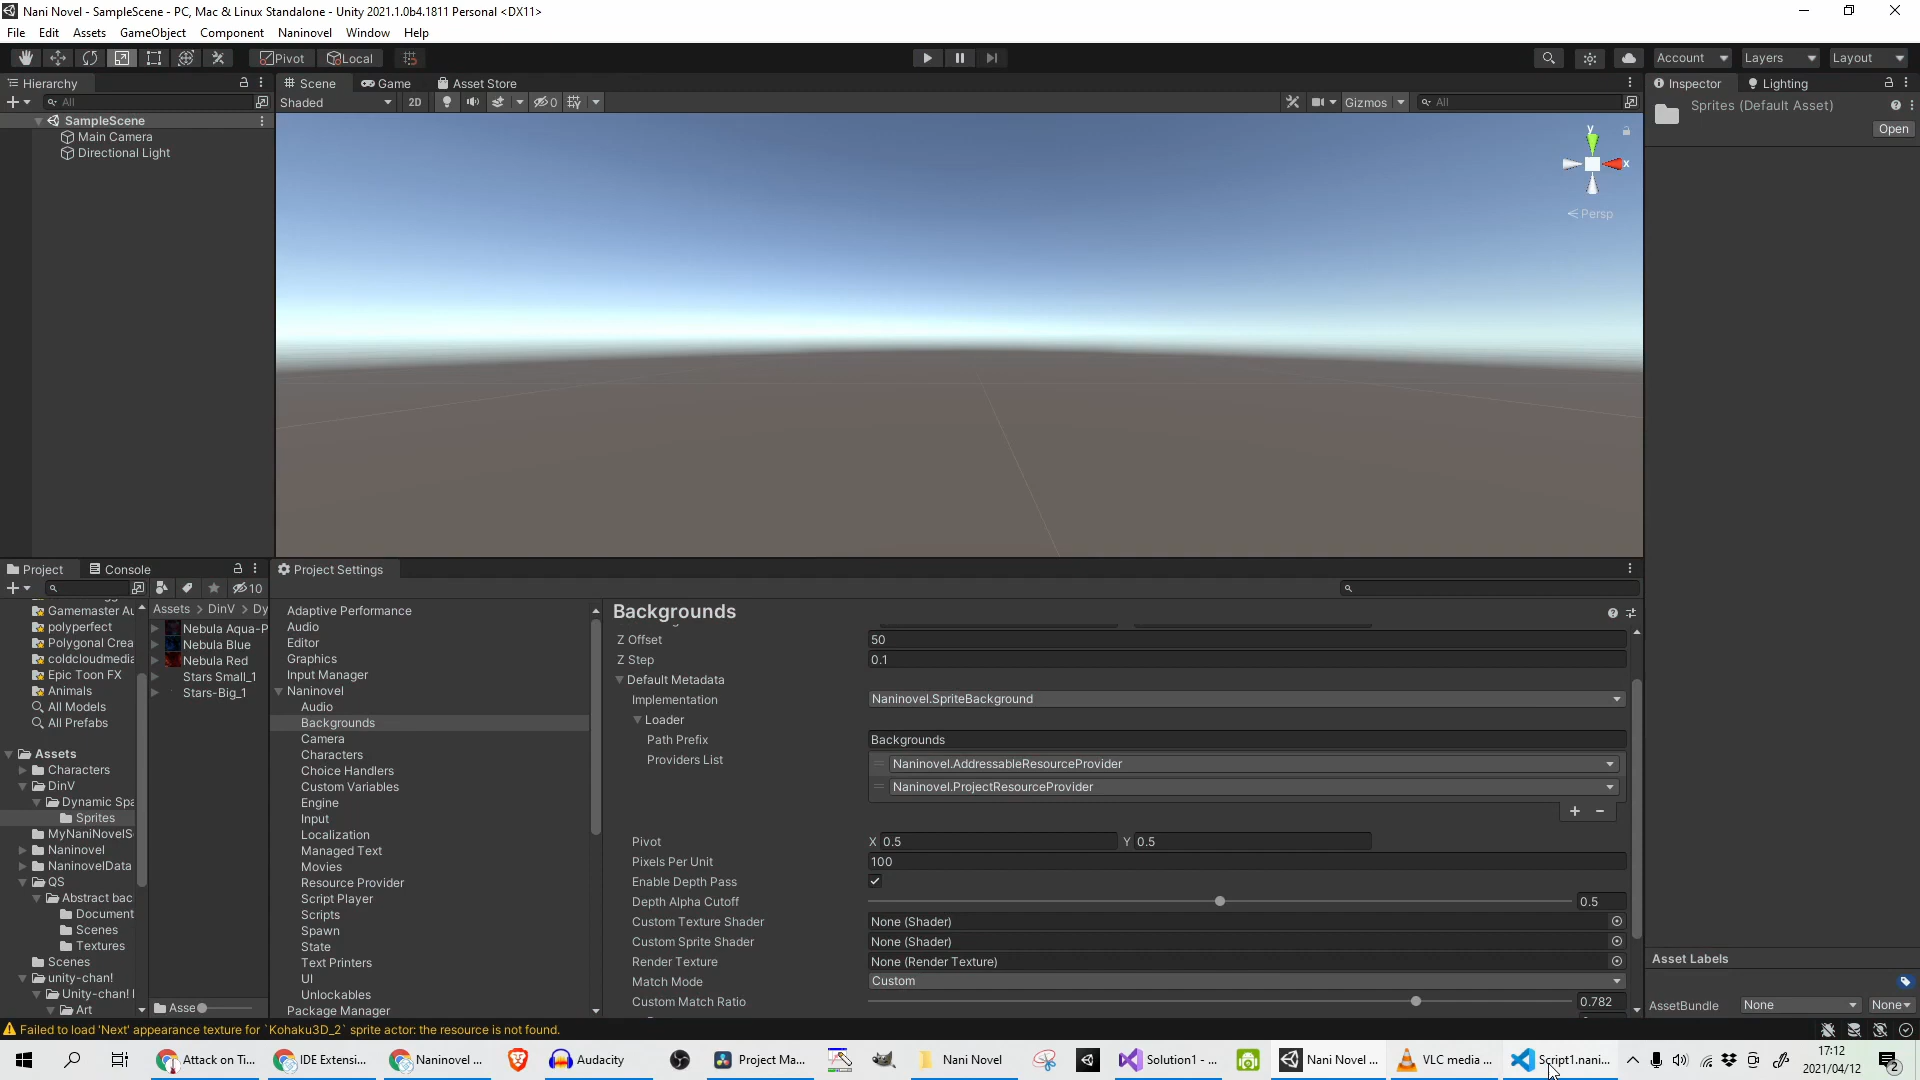 Nani Novel - SampleScene - PC, Mac & Linux Standalone - Unity 2021.1.0b4.1811 Personal <DX11>
File Edit Assets GameObject Component Naninovel Window Help
Pivot Local Account Layers Layout
Hierarchy Scene Game Asset Store Inspector Lighting
All Shaded 2D 0 Gizmos All Sprites (Default Asset)
Open
SampleScene
Main Camera
Directional Light
y
x
Persp
Project Console Project Settings
10
Gamemaster Au
polyperfect
Polygonal Crea
coldcloudmedia
Epic Toon FX
Animals
All Models
All Prefabs
Assets
Characters
DinV
Dynamic Spa
Sprites
MyNaniNovelS
Naninovel
NaninovelData
QS
Abstract bac
Document
Scenes
Textures
Scenes
unity-chan!
Unity-chan!
Art
Assets > DinV > Dy
Nebula Aqua-P
Nebula Blue
Nebula Red
Stars Small_1
Stars-Big_1
Asse
Adaptive Performance
Audio
Editor
Graphics
Input Manager
Naninovel
Audio
Backgrounds
Camera
Characters
Choice Handlers
Custom Variables
Engine
Input
Localization
Managed Text
Movies
Resource Provider
Script Player
Scripts
Spawn
State
Text Printers
UI
Unlockables
Package Manager
Backgrounds
Z Offset 50
Z Step 0.1
Default Metadata
Implementation Naninovel.SpriteBackground
Loader
Path Prefix Backgrounds
Providers List Naninovel.AddressableResourceProvider
Naninovel.ProjectResourceProvider
+ −
Pivot X 0.5 Y 0.5
Pixels Per Unit 100
Enable Depth Pass
Depth Alpha Cutoff 0.5
Custom Texture Shader None (Shader)
Custom Sprite Shader None (Shader)
Render Texture None (Render Texture)
Match Mode Custom
Custom Match Ratio 0.782
Asset Labels
AssetBundle None None
Failed to load 'Next' appearance texture for `Kohaku3D_2` sprite actor: the resource is not found.
Attack on Ti... IDE Extensi... Naninovel ... Audacity Project Ma... Nani Novel Solution1 - ... Nani Novel ... VLC media ... Script1.nani... 17:12
2021/04/12 2